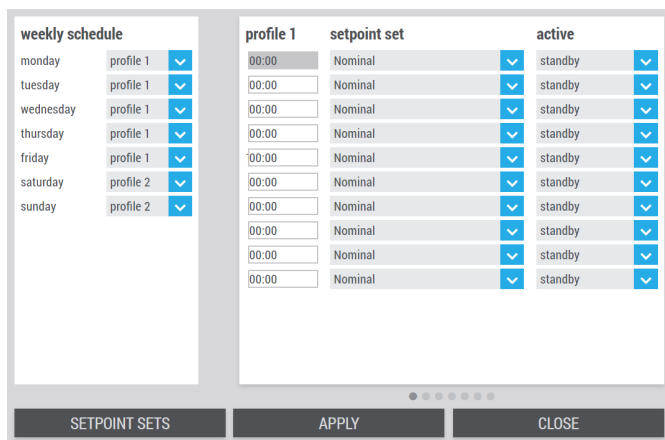 weekly schedule
monday profile 1
tuesday profile 1
wednesday profile 1
thursday profile 1
friday profile 1
saturday profile 2
sunday profile 2
profile 1 setpoint set active
00:00 Nominal standby
00:00 Nominal standby
00:00 Nominal standby
00:00 Nominal standby
00:00 Nominal standby
00:00 Nominal standby
00:00 Nominal standby
00:00 Nominal standby
00:00 Nominal standby
00:00 Nominal standby
SETPOINT SETS APPLY CLOSE